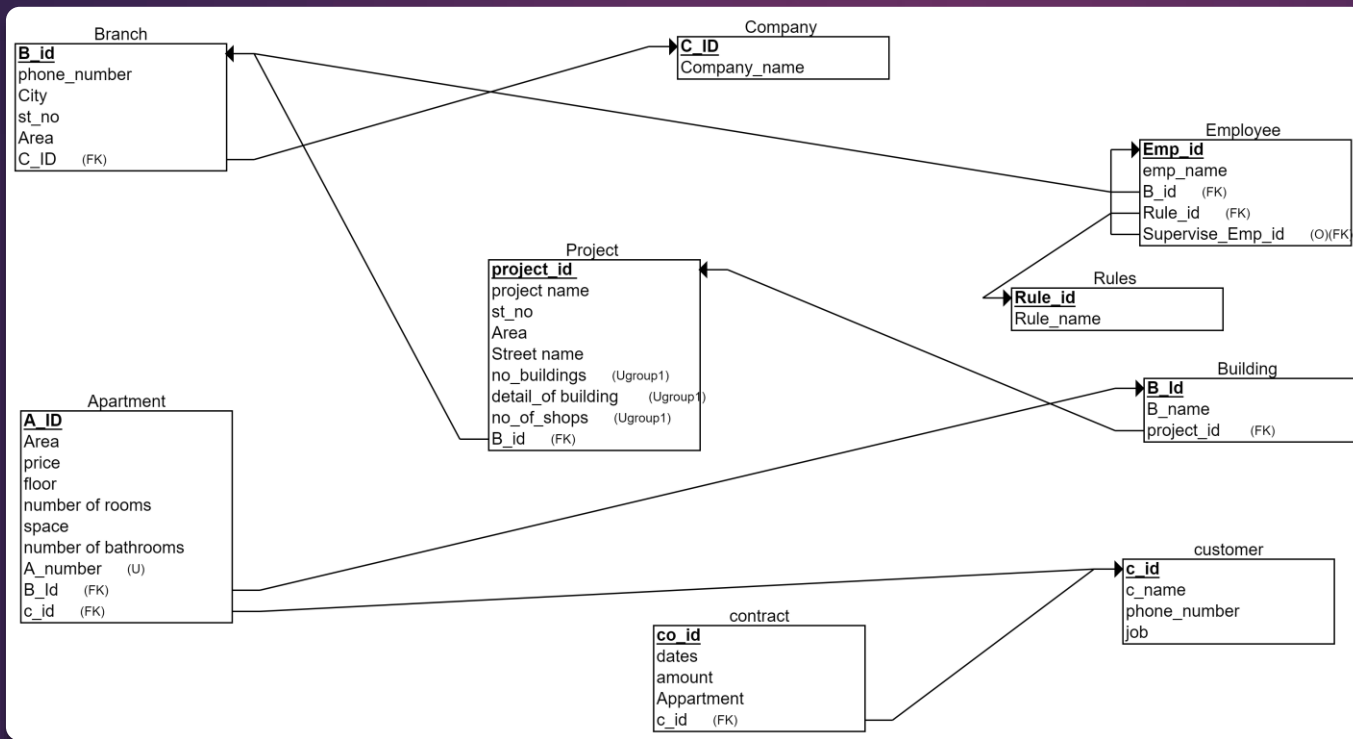 Branch
B_id
phone_number
City
st_no
Area
C_ID (FK)
Company
C_ID
Company_name
Employee
Emp_id
emp_name
B_id (FK)
Rule_id (FK)
Supervise_Emp_id (O)(FK)
Project
project_id
project name
st_no
Area
Street name
no_buildings (Ugroup1)
detail_of building (Ugroup1)
no_of_shops (Ugroup1)
B_id (FK)
Rules
Rule_id
Rule_name
Building
B_Id
B_name
project_id (FK)
Apartment
A_ID
Area
price
floor
number of rooms
space
number of bathrooms
A_number (U)
B_Id (FK)
c_id (FK)
customer
c_id
c_name
phone_number
job
contract
co_id
dates
amount
Appartment
c_id (FK)